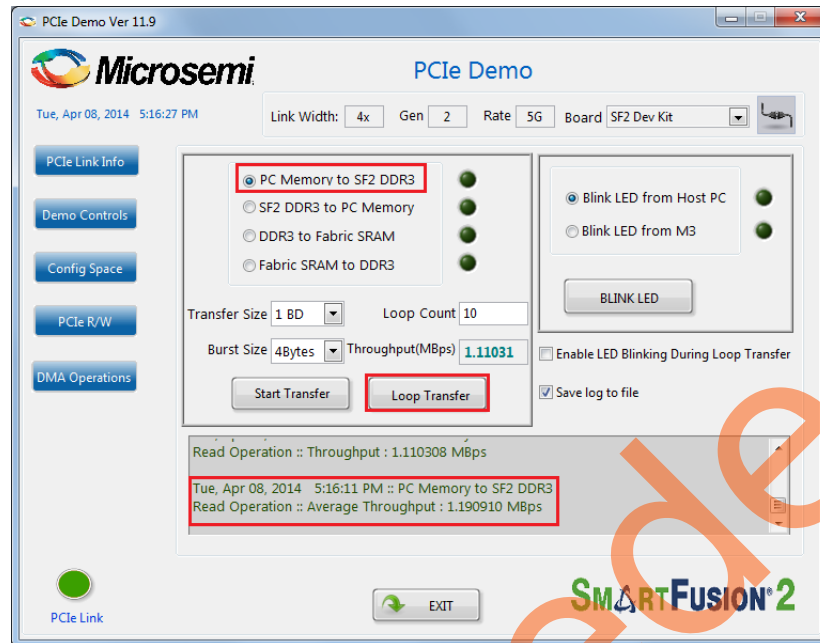 PCIe Demo Ver 11.9
Microsemi
PCIe Demo
Tue, Apr 08, 2014 5:16:27 PM
Link Width: 4x Gen 2 Rate 5G Board SF2 Dev Kit
PCIe Link Info
Demo Controls
Config Space
PCIe R/W
DMA Operations
PC Memory to SF2 DDR3
SF2 DDR3 to PC Memory
DDR3 to Fabric SRAM
Fabric SRAM to DDR3
Transfer Size 1 BD Loop Count 10
Burst Size 4Bytes Throughput(MBps) 1.11031
Start Transfer Loop Transfer
Blink LED from Host PC
Blink LED from M3
BLINK LED
Enable LED Blinking During Loop Transfer
Save log to file
Read Operation :: Throughput : 1.110308 MBps
Tue, Apr 08, 2014 5:16:11 PM :: PC Memory to SF2 DDR3
Read Operation :: Average Throughput : 1.190910 MBps
PCIe Link
EXIT
SMARTFUSION®2